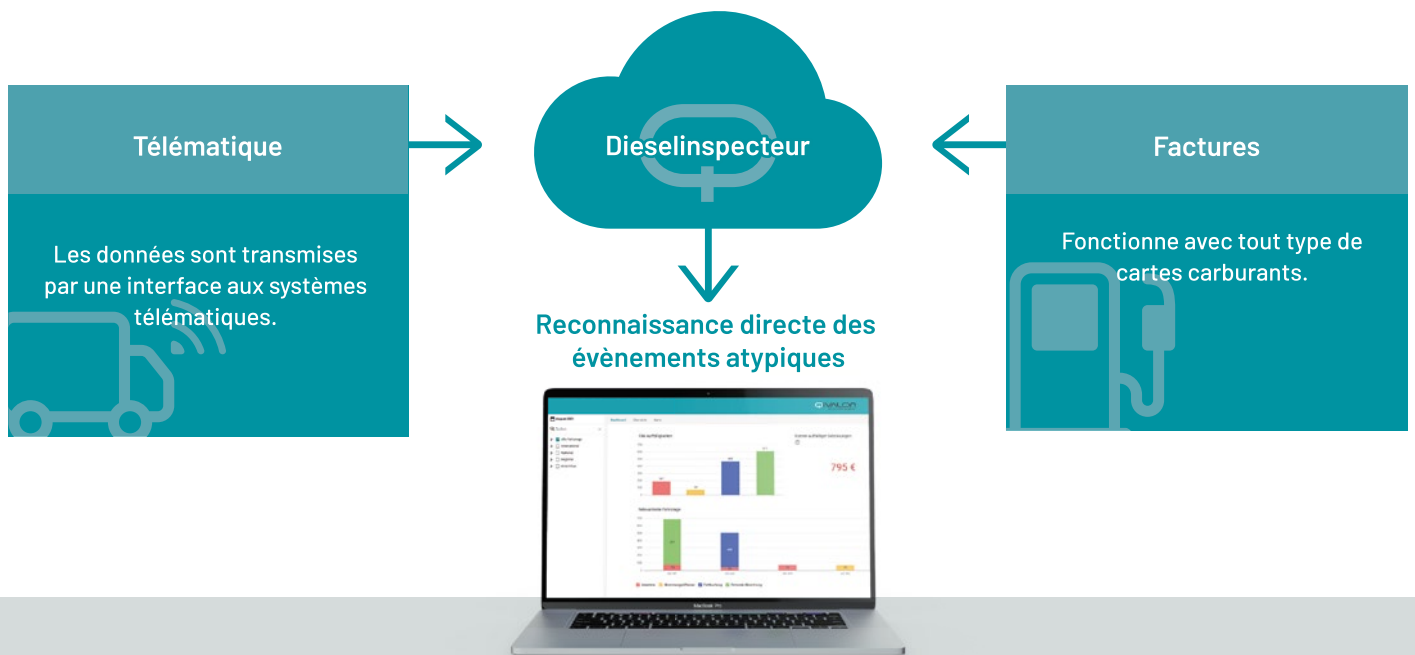 Télématique
Les données sont transmises
par une interface aux systèmes
télématiques.
Dieselinspecteur
Factures
Fonctionne avec tout type de
cartes carburants.
Reconnaissance directe des
évènements atypiques
795 €